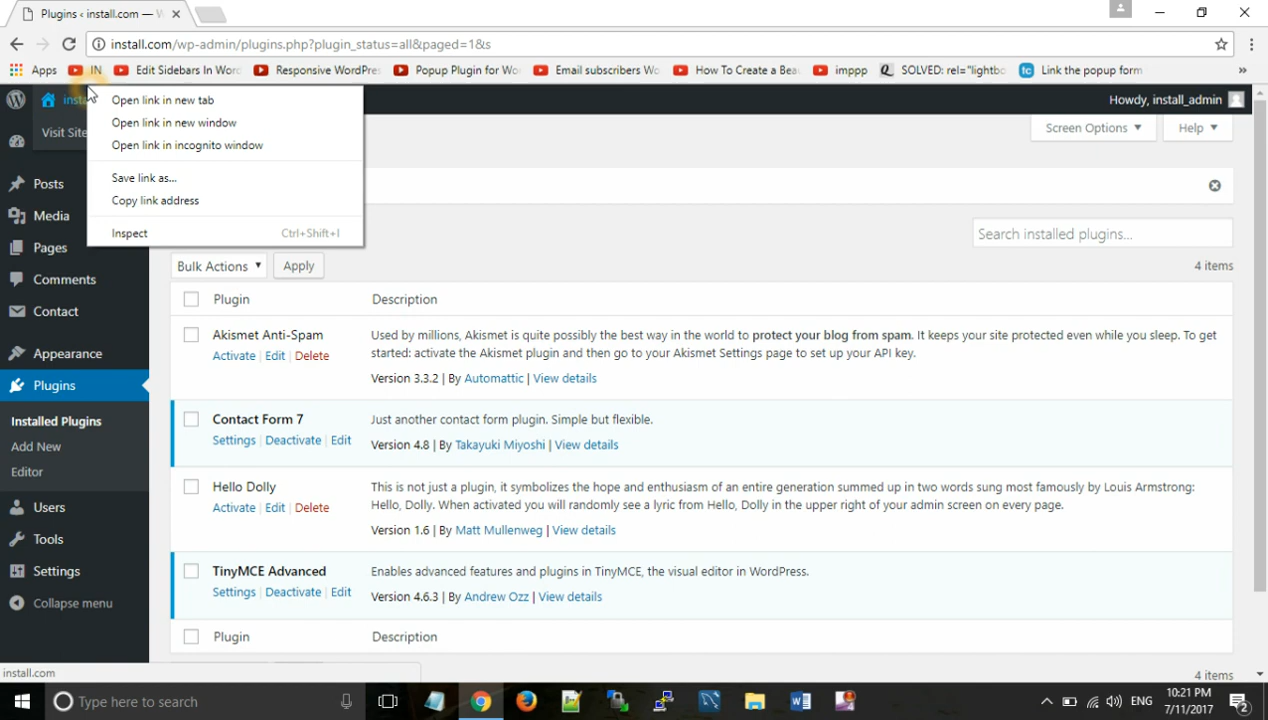 Plugins ‹ install.com — W
install.com/wp-admin/plugins.php?plugin_status=all&paged=1&s
Apps IN Edit Sidebars In Wor Responsive WordPres Popup Plugin for Wo Email subscribers Wo How To Create a Beau imppp SOLVED: rel="lightbo Link the popup form »
insta Howdy, install_admin
Visit Site
Open link in new tab
Open link in new window
Open link in incognito window
Save link as...
Copy link address
Inspect Ctrl+Shift+I
Screen Options ▼ Help ▼
Search installed plugins...
Bulk Actions ▼ Apply 4 items
Posts
Media
Pages
Comments
Contact
Appearance
Plugins
Installed Plugins
Add New
Editor
Users
Tools
Settings
Collapse menu
Plugin Description
Akismet Anti-Spam
Activate | Edit | Delete
Used by millions, Akismet is quite possibly the best way in the world to protect your blog from spam. It keeps your site protected even while you sleep. To get
started: activate the Akismet plugin and then go to your Akismet Settings page to set up your API key.
Version 3.3.2 | By Automattic | View details
Contact Form 7
Settings | Deactivate | Edit
Just another contact form plugin. Simple but flexible.
Version 4.8 | By Takayuki Miyoshi | View details
Hello Dolly
Activate | Edit | Delete
This is not just a plugin, it symbolizes the hope and enthusiasm of an entire generation summed up in two words sung most famously by Louis Armstrong:
Hello, Dolly. When activated you will randomly see a lyric from Hello, Dolly in the upper right of your admin screen on every page.
Version 1.6 | By Matt Mullenweg | View details
TinyMCE Advanced
Settings | Deactivate | Edit
Enables advanced features and plugins in TinyMCE, the visual editor in WordPress.
Version 4.6.3 | By Andrew Ozz | View details
Plugin Description
4 items
install.com
Type here to search
ENG
10:21 PM
7/11/2017
2